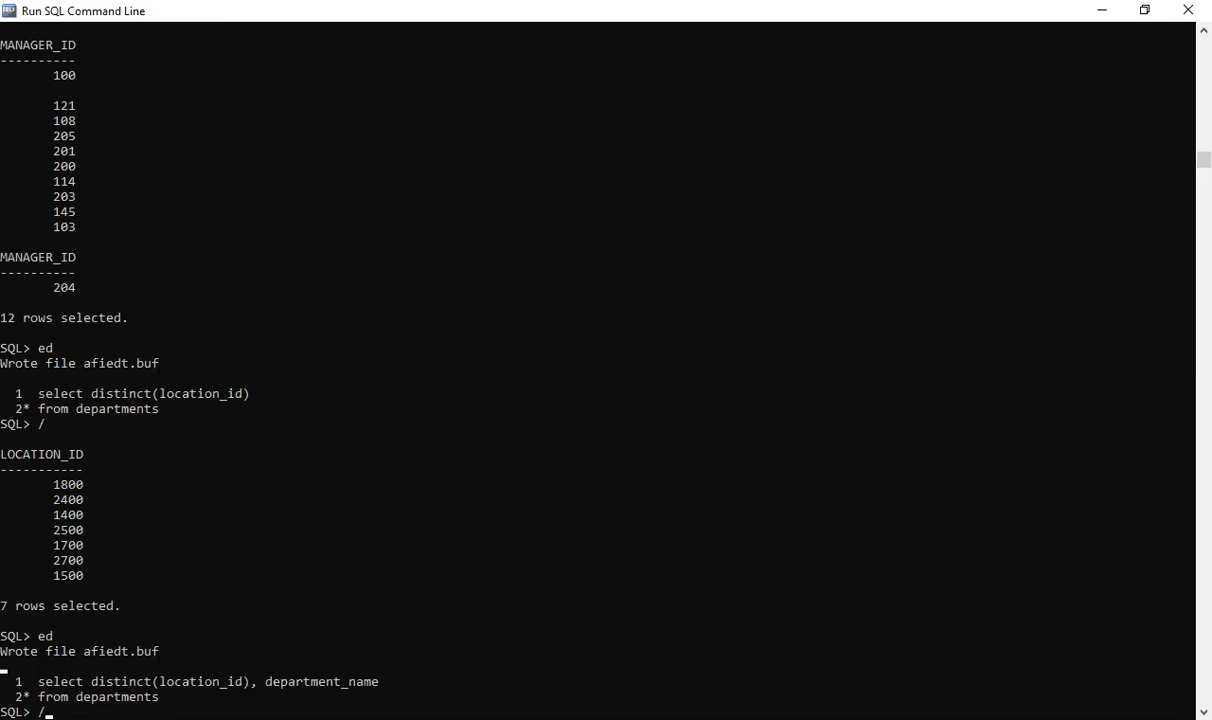 Run SQL Command Line
MANAGER_ID
----------
100
121
108
205
201
200
114
203
145
103
MANAGER_ID
----------
204
12 rows selected.
SQL> ed
Wrote file afiedt.buf
1 select distinct(location_id)
2* from departments
SQL> /
LOCATION_ID
-----------
1800
2400
1400
2500
1700
2700
1500
7 rows selected.
SQL> ed
Wrote file afiedt.buf
1 select distinct(location_id), department_name
2* from departments
SQL> /